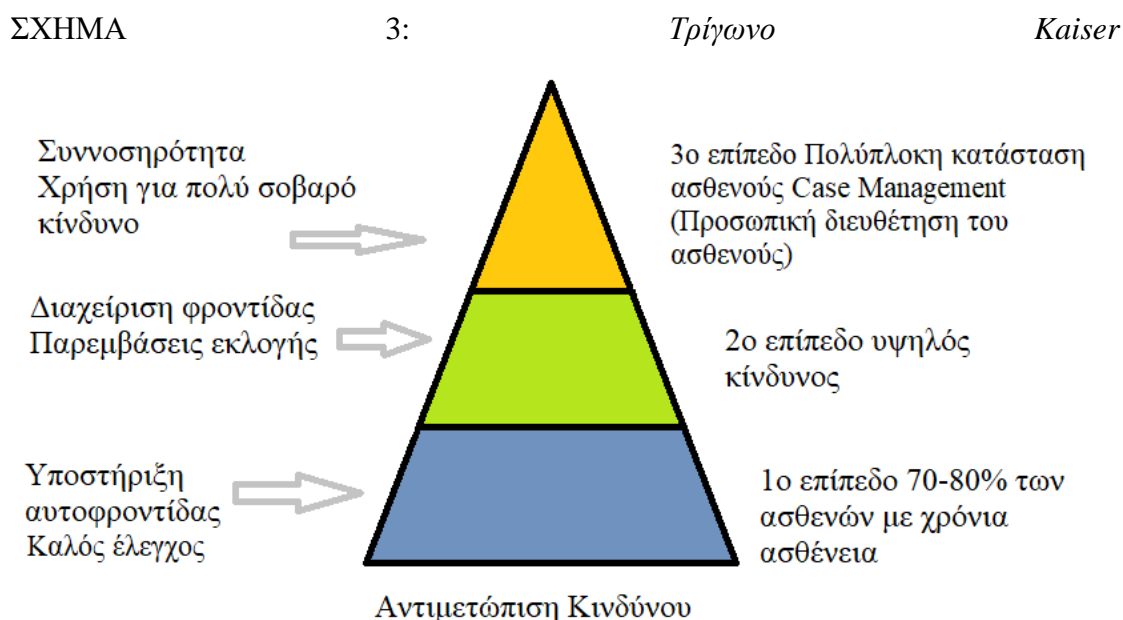 ΣΧΗΜΑ 3: Τρίγωνο Kaiser
Συννοσηρότητα
Χρήση για πολύ σοβαρό
κίνδυνο
3ο επίπεδο Πολύπλοκη κατάσταση
ασθενούς Case Management
(Προσωπική διευθέτηση του
ασθενούς)
Διαχείριση φροντίδας
Παρεμβάσεις εκλογής
2ο επίπεδο υψηλός
κίνδυνος
Υποστήριξη
αυτοφροντίδας
Καλός έλεγχος
1ο επίπεδο 70-80% των
ασθενών με χρόνια
ασθένεια
Αντιμετώπιση Κινδύνου